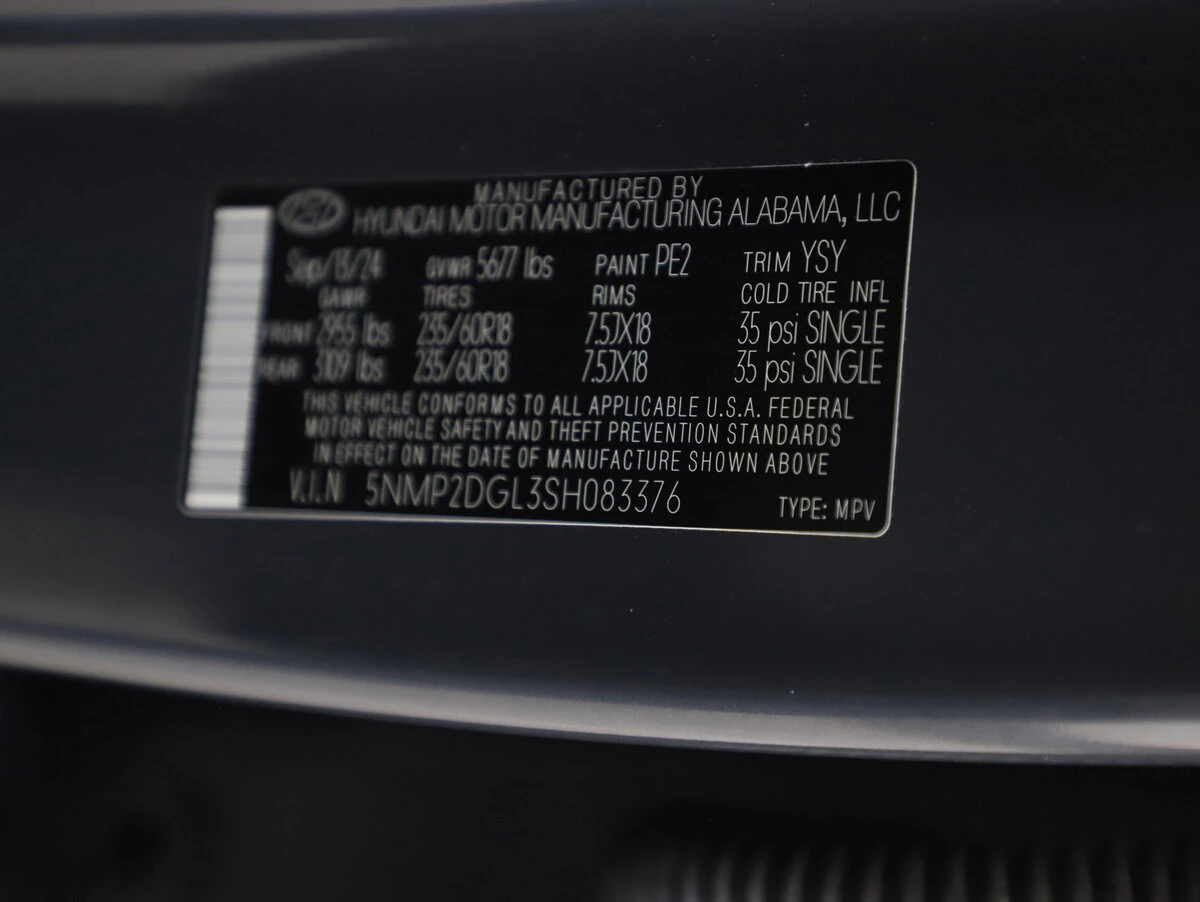 MANUFACTURED BY
HYUNDAI MOTOR MANUFACTURING ALABAMA, LLC
Sep/13/24 GVWR 5677 lbs PAINT PE2 TRIM YSY
GAWR TIRES RIMS COLD TIRE INFL
FRONT 2955 lbs 235/60R18 7.5JX18 35 psi SINGLE
REAR 3109 lbs 235/60R18 7.5JX18 35 psi SINGLE
THIS VEHICLE CONFORMS TO ALL APPLICABLE U.S.A. FEDERAL
MOTOR VEHICLE SAFETY AND THEFT PREVENTION STANDARDS
IN EFFECT ON THE DATE OF MANUFACTURE SHOWN ABOVE
V.I.N 5NMP2DGL3SH083376 TYPE: MPV